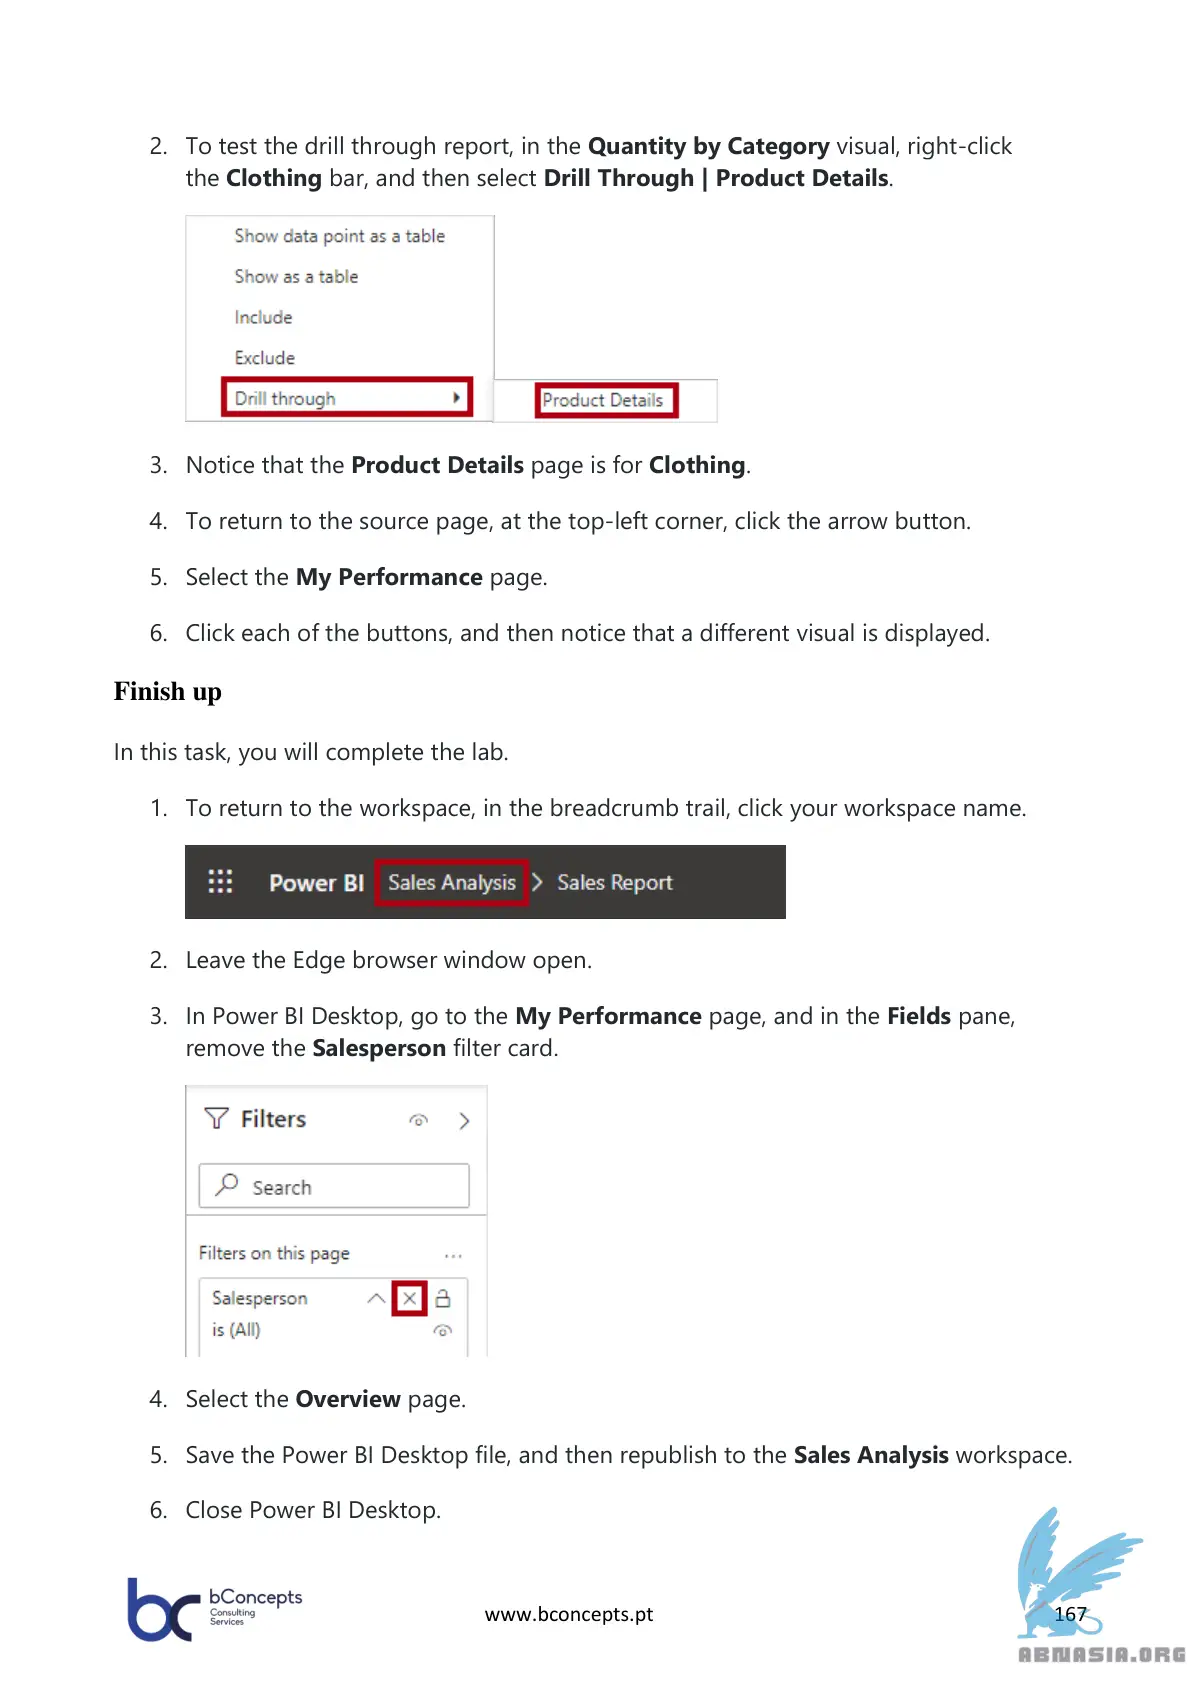 2. To test the drill through report, in the Quantity by Category visual, right-click
the Clothing bar, and then select Drill Through | Product Details.
Show data point as a table
Show as a table
Include
Exclude
Drill through
Product Details
3. Notice that the Product Details page is for Clothing.
4. To return to the source page, at the top-left corner, click the arrow button.
5. Select the My Performance page.
6. Click each of the buttons, and then notice that a different visual is displayed.
Finish up
In this task, you will complete the lab.
1. To return to the workspace, in the breadcrumb trail, click your workspace name.
Power BI Sales Analysis > Sales Report
2. Leave the Edge browser window open.
3. In Power BI Desktop, go to the My Performance page, and in the Fields pane,
remove the Salesperson filter card.
Filters
Search
Filters on this page ...
Salesperson
is (All)
4. Select the Overview page.
5. Save the Power BI Desktop file, and then republish to the Sales Analysis workspace.
6. Close Power BI Desktop.
bc bConcepts
Consulting
Services
www.bconcepts.pt
167
ABNASIA.ORG